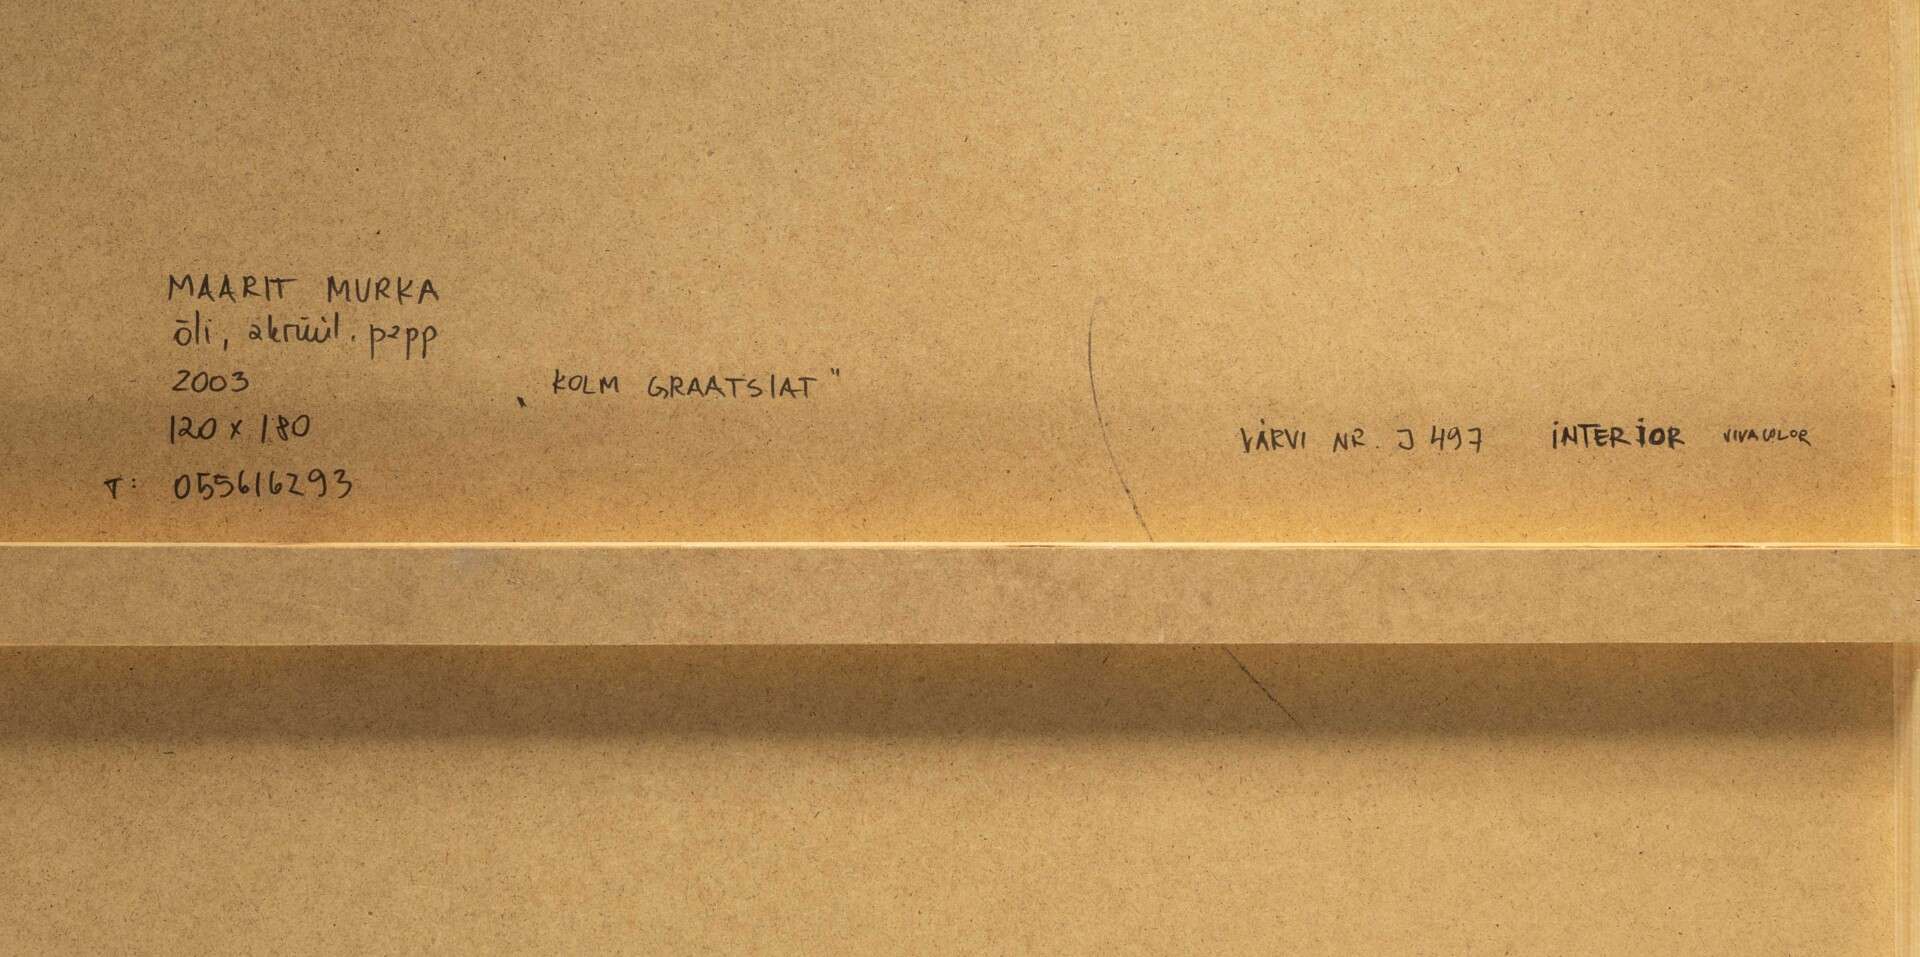 MAARIT MURKA
õli, akrüül. papp
2003
„KOLM GRAATSIAT"
120 x 180
VÄRVI NR. J 497 INTERIOR VIVACOLOR
T: 055616293